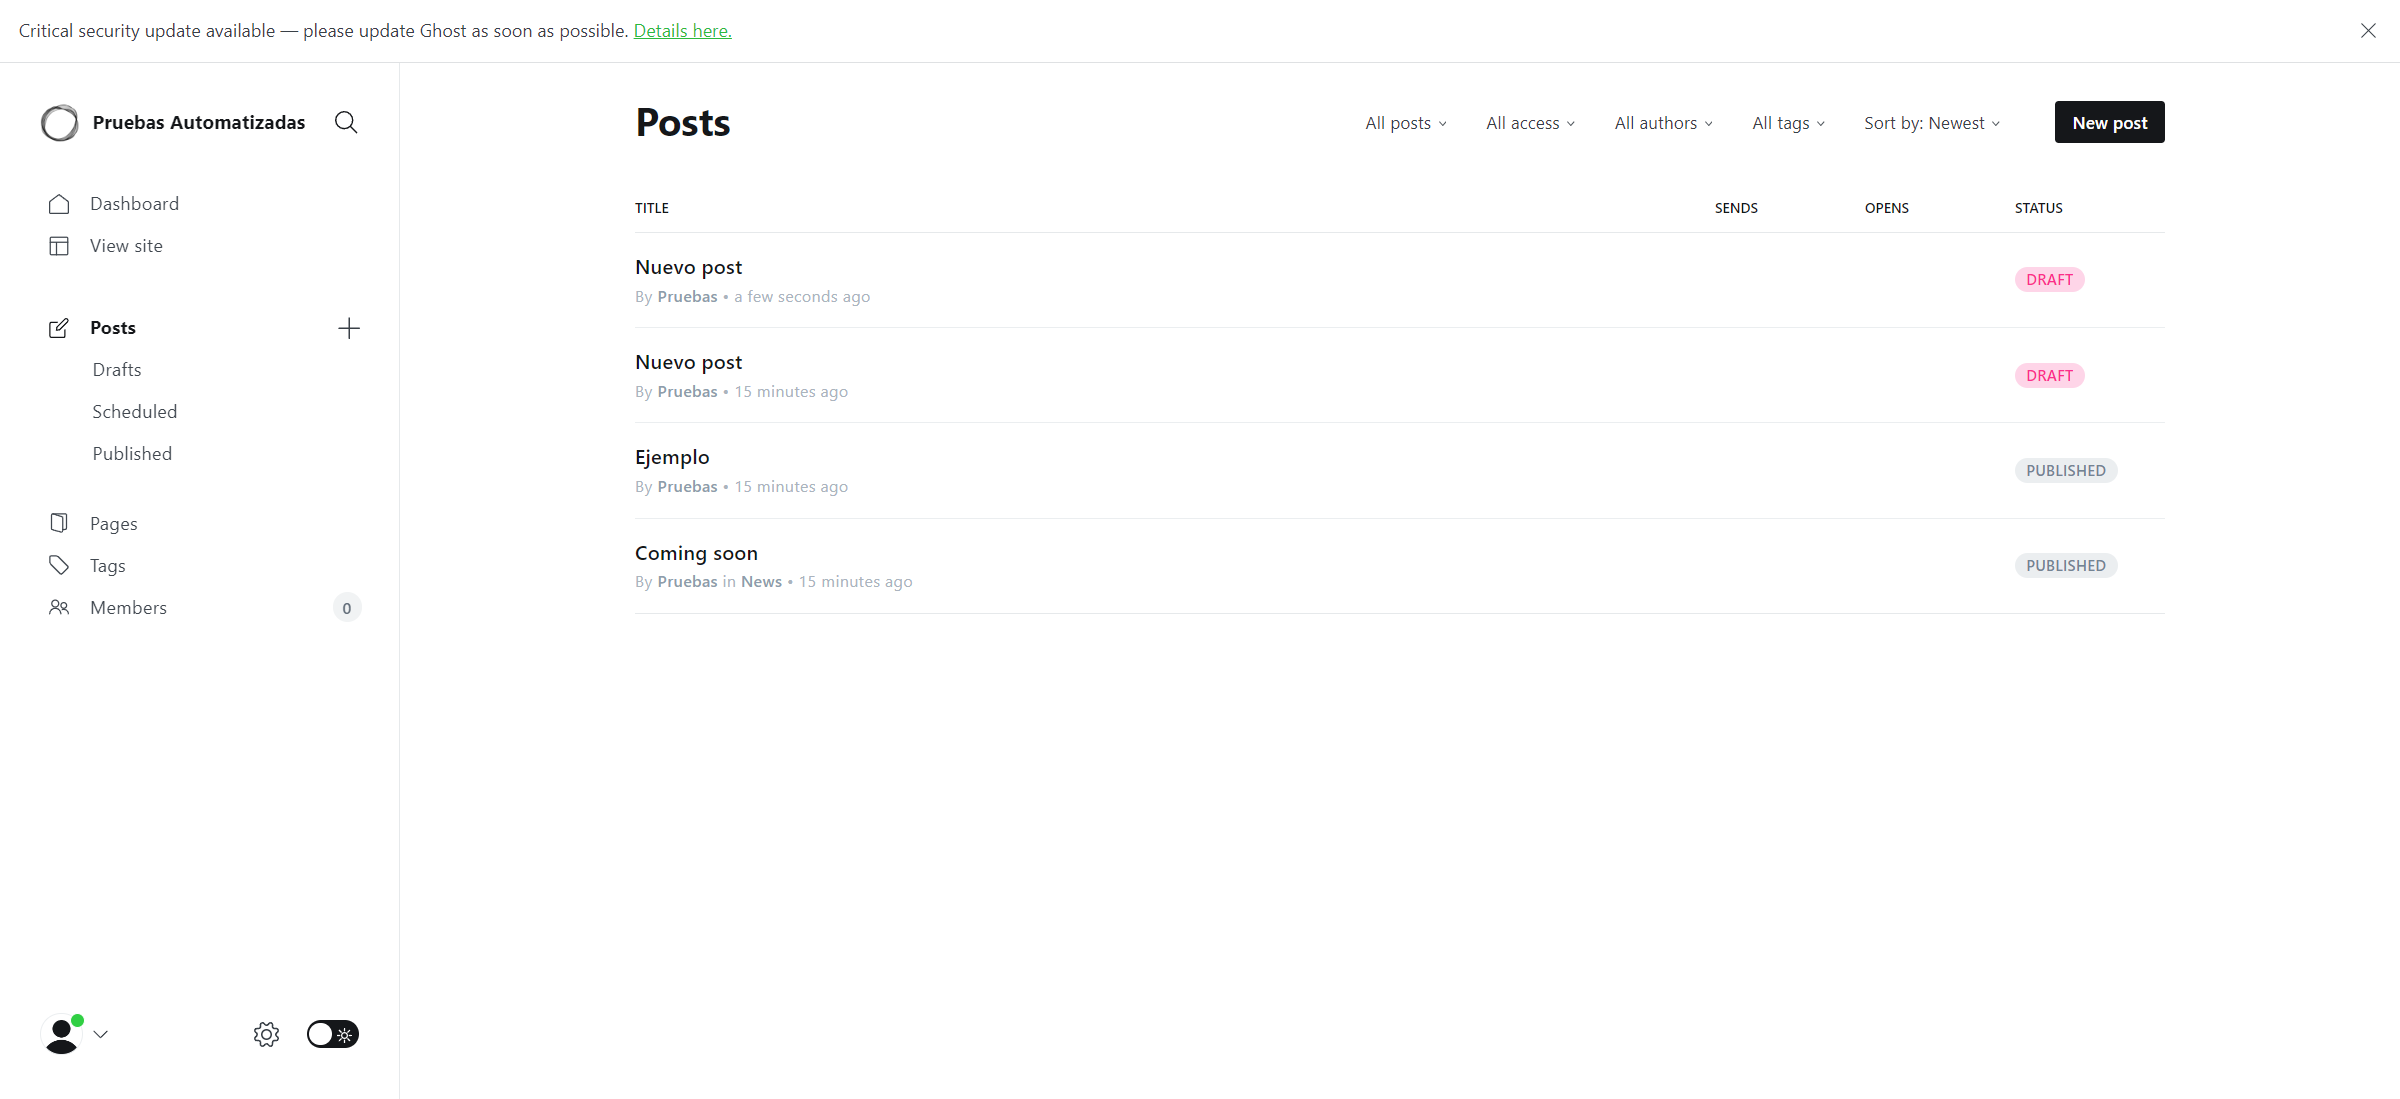 Critical security update available — please update Ghost as soon as possible. Details here.
Pruebas Automatizadas
Dashboard
View site
Posts
Drafts
Scheduled
Published
Pages
Tags
Members 0
Posts
All posts All access All authors All tags Sort by: Newest New post
TITLE SENDS OPENS STATUS
Nuevo post
By Pruebas • a few seconds ago
DRAFT
Nuevo post
By Pruebas • 15 minutes ago
DRAFT
Ejemplo
By Pruebas • 15 minutes ago
PUBLISHED
Coming soon
By Pruebas in News • 15 minutes ago
PUBLISHED